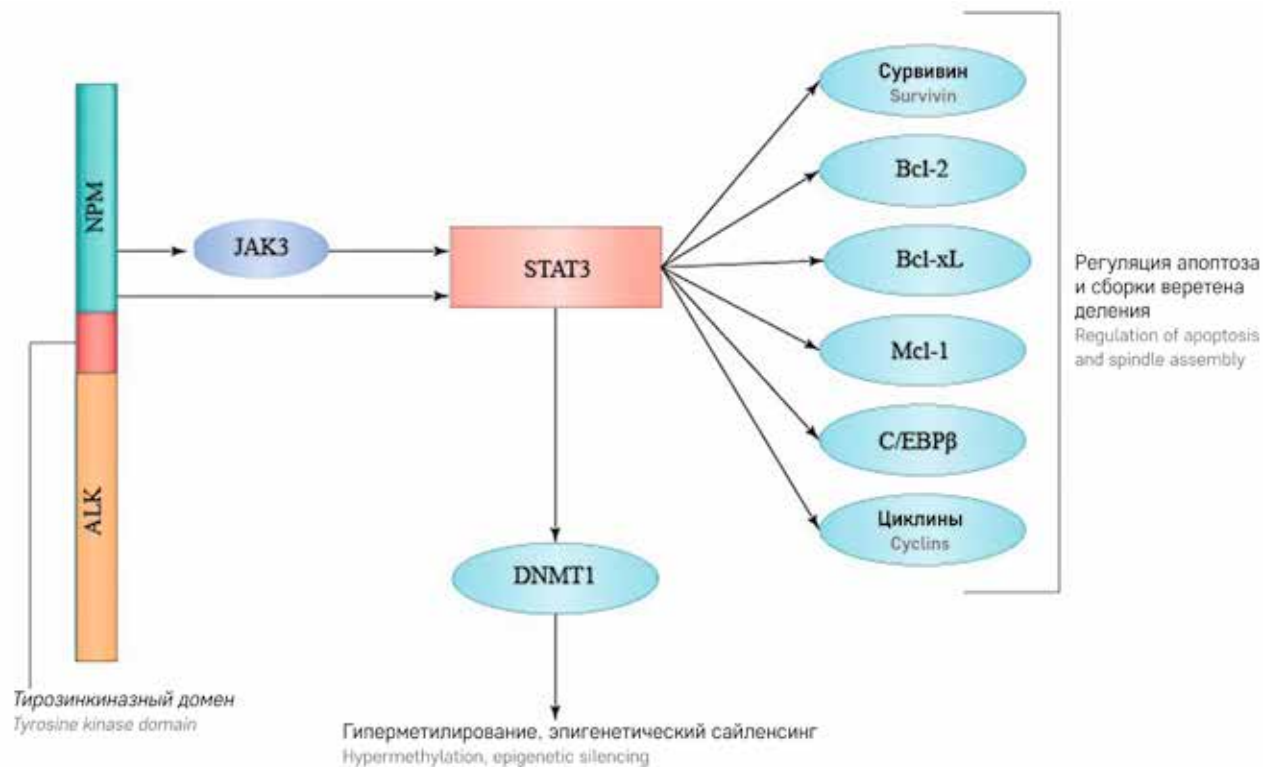 Сурвивин
Survivin
Bcl-2
NPM
JAK3
STAT3
Bcl-xL
Регуляция апоптоза
и сборки веретена
деления
Regulation of apoptosis
and spindle assembly
Mcl-1
C/EBPβ
ALK
Циклины
Cyclins
DNMT1
Тирозинкиназный домен
Tyrosine kinase domain
Гиперметилирование, эпигенетический сайленсинг
Hypermethylation, epigenetic silencing